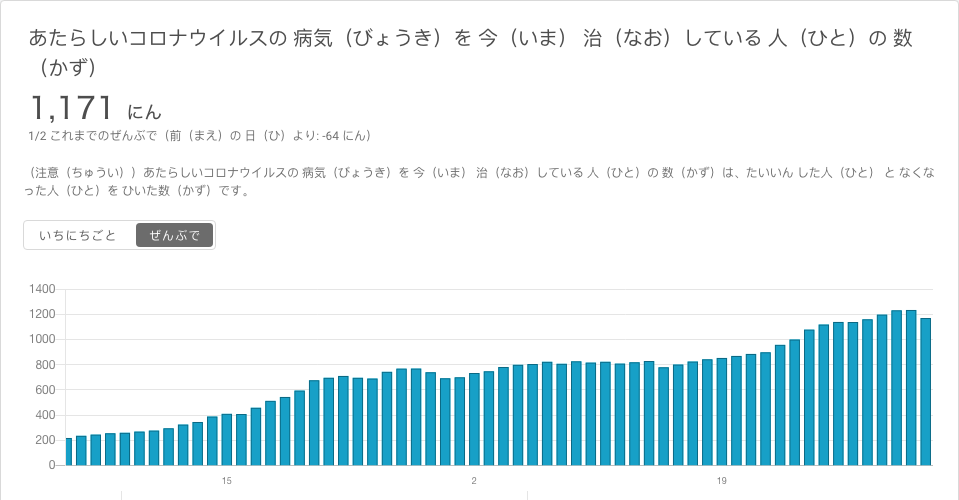 あたらしいコロナウイルスの 病気（びょうき）を 今（いま） 治（なお）している 人（ひと）の 数
（かず）
1,171 にん
1/2 これまでのぜんぶで（前（まえ）の 日（ひ）より: -64 にん）
（注意（ちゅうい））あたらしいコロナウイルスの 病気（びょうき）を 今（いま） 治（なお）している 人（ひと）の 数（かず）は、たいいん した人（ひと） と なくな
った人（ひと）を ひいた数（かず）です。
いちにちごと ぜんぶで
1400
1200
1000
800
600
400
200
0
15 2 19